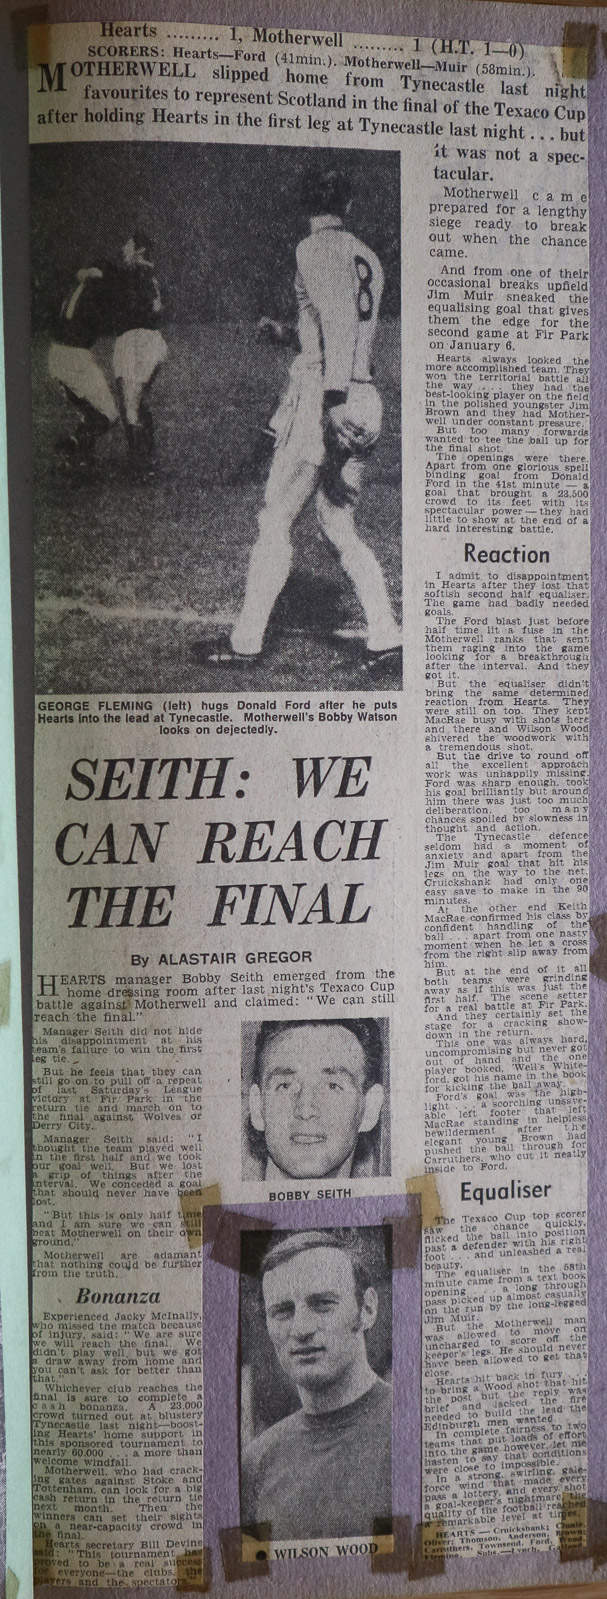 Hearts ......... 1, Motherwell ......... 1 (H.T. 1—0)
SCORERS: Hearts—Ford (41min.). Motherwell—Muir (58min.).
MOTHERWELL slipped home from Tynecastle last night
favourites to represent Scotland in the final of the Texaco Cup
after holding Hearts in the first leg at Tynecastle last night . . . but
it was not a spec-
tacular.
Motherwell came
prepared for a lengthy
siege ready to break
out when the chance
came.
And from one of their
occasional breaks upfield
Jim Muir sneaked the
equalising goal that gives
them the edge for the
second game at Fir Park
on January 6.
Hearts always looked the
more accomplished team. They
won the territorial battle all
the way . . . they had the
best-looking player on the field
in the polished youngster Jim
Brown and they had Mother-
well under constant pressure.
But too many forwards
wanted to tee the ball up for
the final shot.
The openings were there.
Apart from one glorious spell
binding goal from Donald
Ford in the 41st minute — a
goal that brought a 23,500
crowd to its feet with its
spectacular power — they had
little to show at the end of a
hard interesting battle.
Reaction
I admit to disappointment
in Hearts after they lost that
softish second half equaliser.
The game had badly needed
goals.
The Ford blast just before
half time lit a fuse in the
Motherwell ranks that sent
them raging into the game
looking for a breakthrough
after the interval. And they
got it.
But the equaliser didn't
bring the same determined
reaction from Hearts. They
were still on top. They kept
MacRae busy with shots here
and there and Wilson Wood
shivered the woodwork with
a tremendous shot.
But the drive to round off
all the excellent approach
work was unhappily missing.
Ford was sharp enough, took
his goal brilliantly but around
him there was just too much
deliberation, too many
chances spoiled by slowness in
thought and action.
The Tynecastle defence
seldom had a moment of
anxiety and apart from the
Jim Muir goal that hit his
legs on the way to the net,
Cruickshank had only one
easy save to make in the 90
minutes.
At the other end Keith
MacRae confirmed his class by
confident handling of the
ball . . . apart from one nasty
moment when he let a cross
from the right slip away from
him.
But at the end of it all
both teams were grinding
away as if this was just the
first half. The scene setter
for a real battle at Fir Park.
And they certainly set the
stage for a cracking show-
down in the return.
This one was always hard,
uncompromising but never got
out of hand and the one
player booked, 'Well's White-
ford, got his name in the book
for kicking the ball away.
Ford's goal was the high-
light . . . a scorching unsave-
able left footer that left
MacRae standing in helpless
bewilderment after the
elegant young Brown had
pushed the ball through for
Carruthers, who cut it neatly
inside to Ford.
Equaliser
The Texaco Cup top scorer
saw the chance quickly,
flicked the ball into position
past a defender with his right
foot . . . and unleashed a real
beauty.
The equaliser in the 58th
minute came from a text book
opening . . . a long through
pass picked up almost casually
on the run by the long-legged
Jim Muir.
But the Motherwell man
was allowed to move on
uncharged to score off the
keeper's legs. He should never
have been allowed to get that
close.
Hearts hit back in fury . . .
to bring a Wood shot that hit
the post but the reply was
brief and lacked the fire
needed to build the lead the
Edinburgh men wanted.
In complete fairness to two
teams that put loads of effort
into the game however, let me
hasten to say that conditions
were close to impossible.
In a strong, swirling, gale-
force wind that made every
pass a lottery, and every shot
a goal-keeper's nightmare, the
quality of the football reached
a remarkable level at times.
HEARTS — Cruickshank; Clunie,
Oliver; Thomson, Anderson, Brown;
Carruthers, Townsend, Ford, Wood,
Fleming. Subs.—Lynch,
GEORGE FLEMING (left) hugs Donald Ford after he puts
Hearts into the lead at Tynecastle. Motherwell's Bobby Watson
looks on dejectedly.
SEITH: WE
CAN REACH
THE FINAL
By ALASTAIR GREGOR
HEARTS manager Bobby Seith emerged from the
home dressing room after last night's Texaco Cup
battle against Motherwell and claimed: "We can still
reach the final."
Manager Seith did not hide
his disappointment at his
team's failure to win the first
leg tie.
But he feels that they can
still go on to pull off a repeat
of last Saturday's League
victory at Fir Park in the
return tie and march on to
the final against Wolves or
Derry City.
Manager Seith said: "I
thought the team played well
in the first half and we took
our goal well. But we lost
a grip of things after the
interval. We conceded a goal
that should never have been
lost.
"But this is only half time
and I am sure we can still
beat Motherwell on their own
ground."
Motherwell are adamant
that nothing could be further
from the truth.
Bonanza
Experienced Jacky McInally,
who missed the match because
of injury, said: "We are sure
we will reach the final. We
didn't play well, but we got
a draw away from home and
you can't ask for better than
that."
Whichever club reaches the
final is sure to complete a
cash bonanza. A 23,000
crowd turned out at blustery
Tynecastle last night—boost-
ing Hearts' home support in
this sponsored tournament to
nearly 60,000 . . . a more than
welcome windfall.
Motherwell, who had crack-
ing gates against Stoke and
Tottenham, can look for a big
cash return in the return tie
next month. Then the
winners can set their sights
on a near-capacity crowd in
the final.
Hearts secretary Bill Devine
said: "This tournament has
proved to be a real success
for everyone—the clubs, the
players and the spectators."
BOBBY SEITH
● WILSON WOOD
8